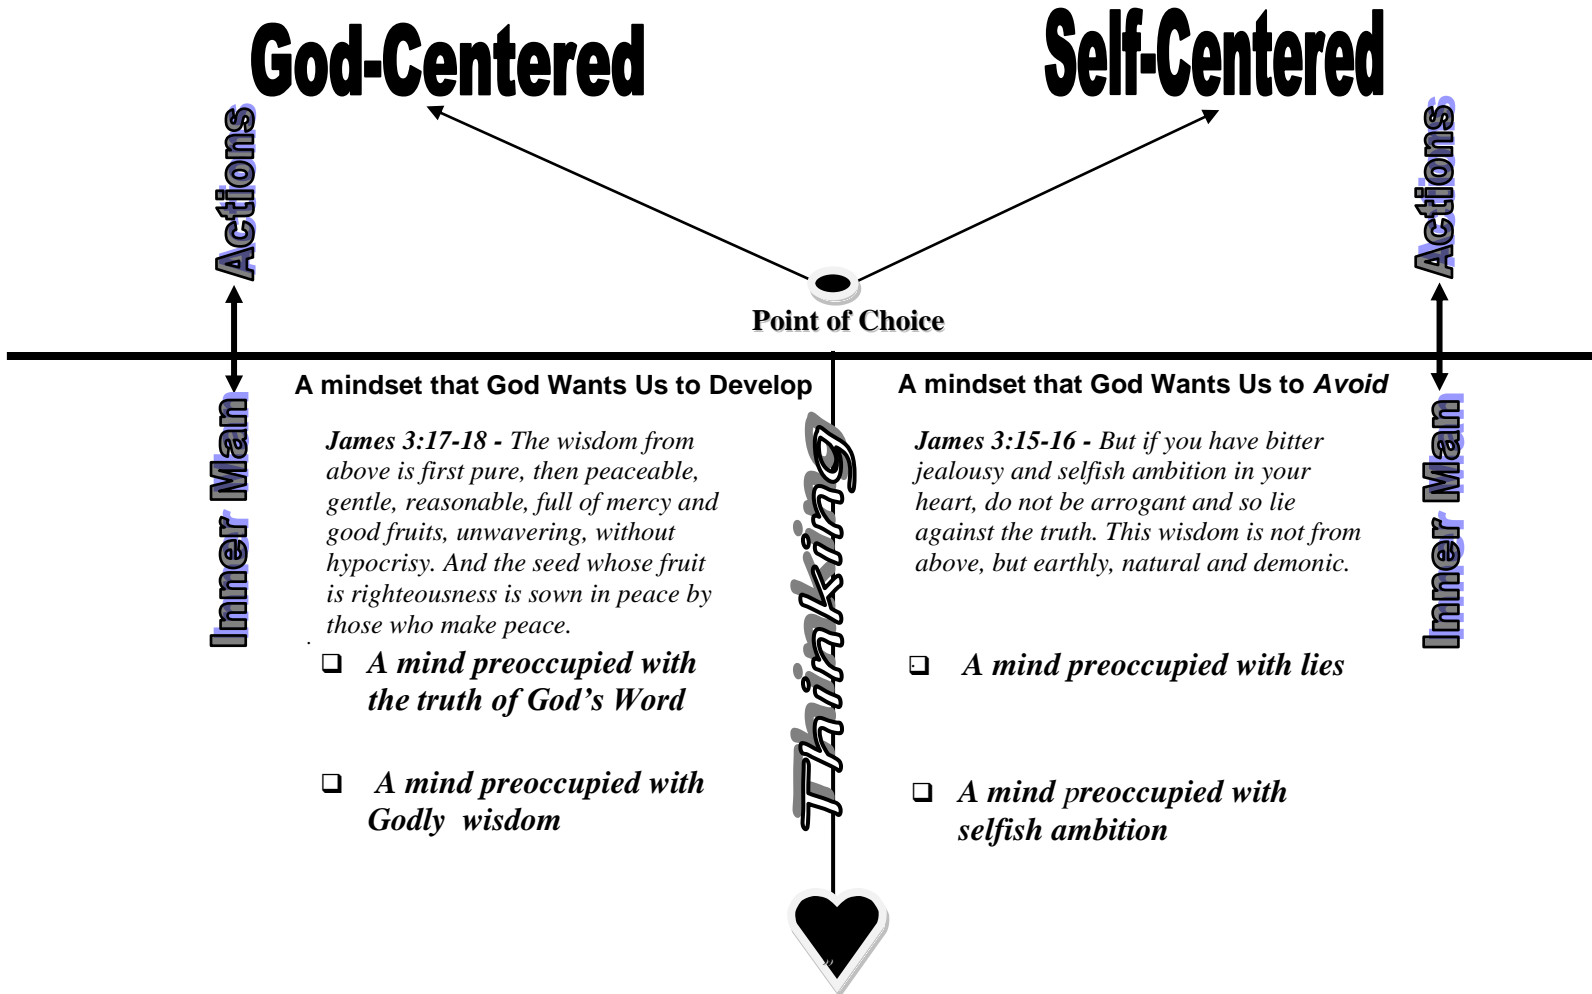 God-Centered
Self-Centered
Actions
Actions
Point of Choice
Inner Man
A mindset that God Wants Us to Develop
James 3:17-18 - The wisdom from
above is first pure, then peaceable,
gentle, reasonable, full of mercy and
good fruits, unwavering, without
hypocrisy. And the seed whose fruit
is righteousness is sown in peace by
those who make peace.
.
❑ A mind preoccupied with
the truth of God’s Word
❑ A mind preoccupied with
Godly wisdom
Thinking
A mindset that God Wants Us to Avoid
James 3:15-16 - But if you have bitter
jealousy and selfish ambition in your
heart, do not be arrogant and so lie
against the truth. This wisdom is not from
above, but earthly, natural and demonic.
❑ A mind preoccupied with lies
❑ A mind preoccupied with
selfish ambition
Inner Man